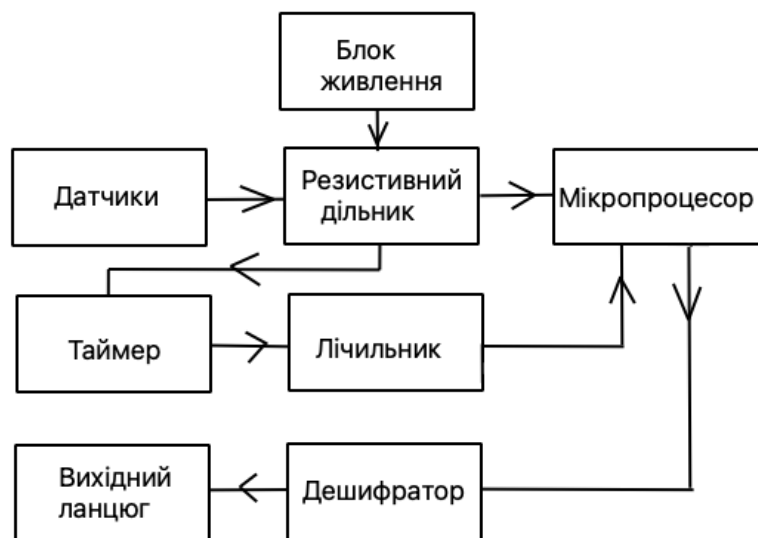 Блок
живлення
Датчики
Резистивний
дільник
Мікропроцесор
Таймер
Лічильник
Вихідний
ланцюг
Дешифратор